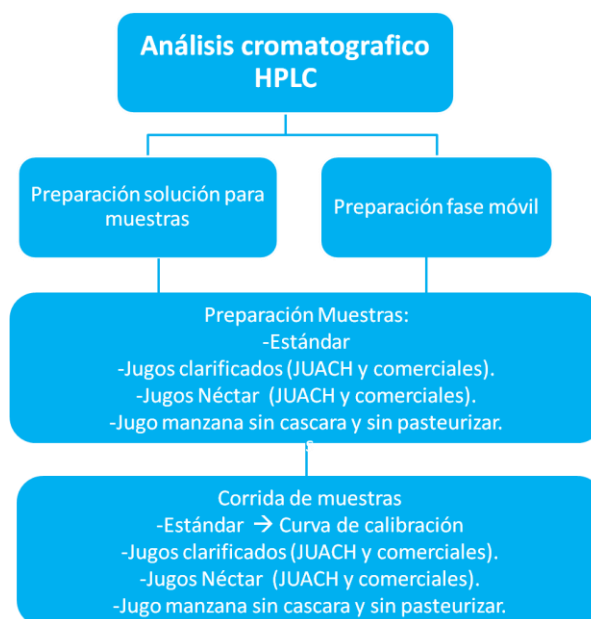 Análisis cromatografico
HPLC
Preparación solución para
muestras
Preparación fase móvil
Preparación Muestras:
-Estándar
-Jugos clarificados (JUACH y comerciales).
-Jugos Néctar (JUACH y comerciales).
-Jugo manzana sin cascara y sin pasteurizar.
Corrida de muestras
-Estándar → Curva de calibración
-Jugos clarificados (JUACH y comerciales).
-Jugos Néctar (JUACH y comerciales).
-Jugo manzana sin cascara y sin pasteurizar.